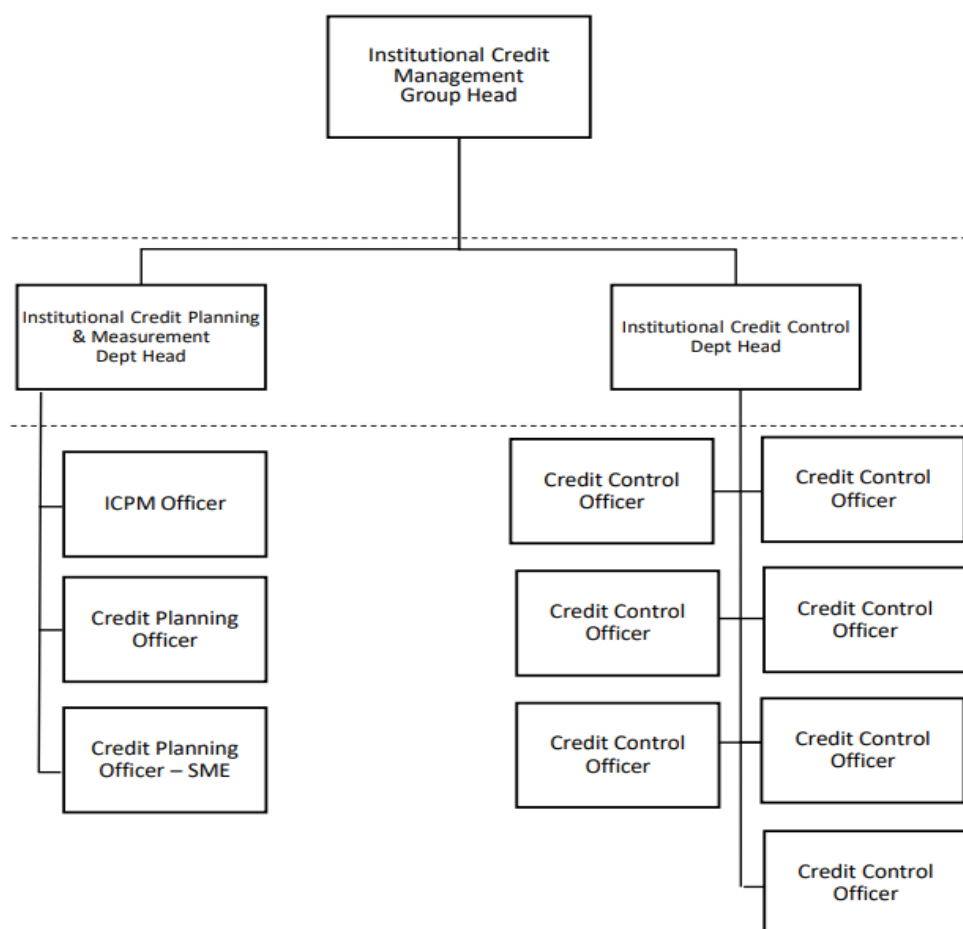 Institutional Credit
Management
Group Head
Institutional Credit Planning
& Measurement
Dept Head
Institutional Credit Control
Dept Head
ICPM Officer
Credit Planning
Officer
Credit Planning
Officer – SME
Credit Control
Officer
Credit Control
Officer
Credit Control
Officer
Credit Control
Officer
Credit Control
Officer
Credit Control
Officer
Credit Control
Officer